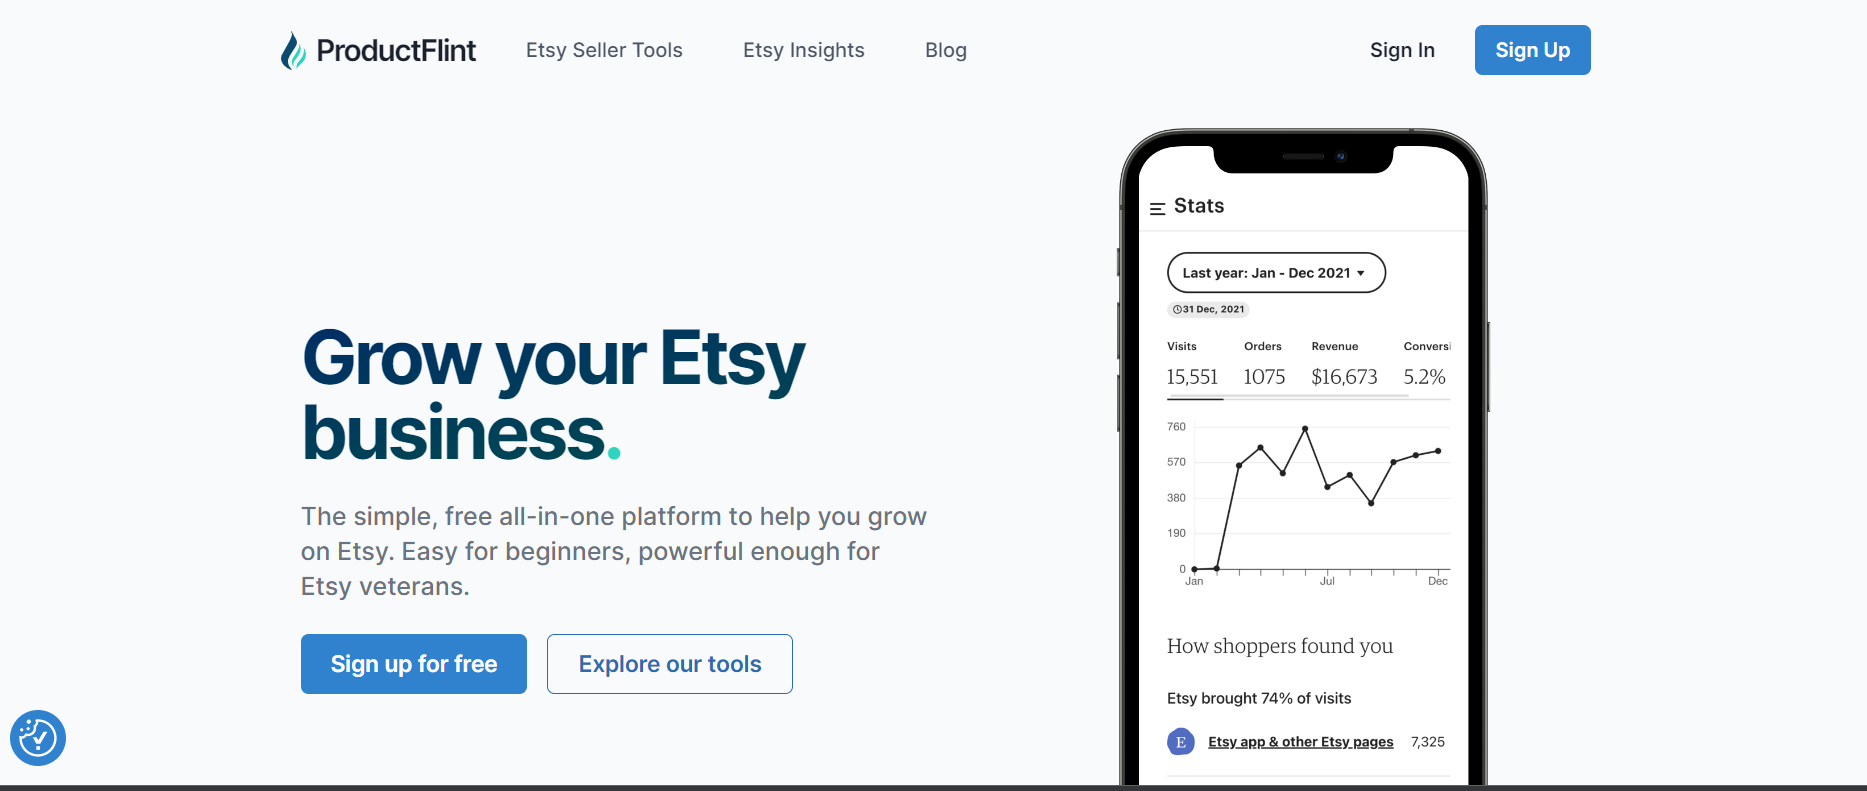 ProductFlint
Etsy Seller Tools
Etsy Insights
Blog
Sign In
Sign Up
Grow your Etsy
business.
The simple, free all-in-one platform to help you grow
on Etsy. Easy for beginners, powerful enough for
Etsy veterans.
Sign up for free
Explore our tools
Stats
Last year: Jan - Dec 2021
31 Dec, 2021
Visits Orders Revenue Conversi
15,551 1075 $16,673 5.2%
760
570
380
190
0
Jan Jul Dec
How shoppers found you
Etsy brought 74% of visits
E Etsy app & other Etsy pages 7,325